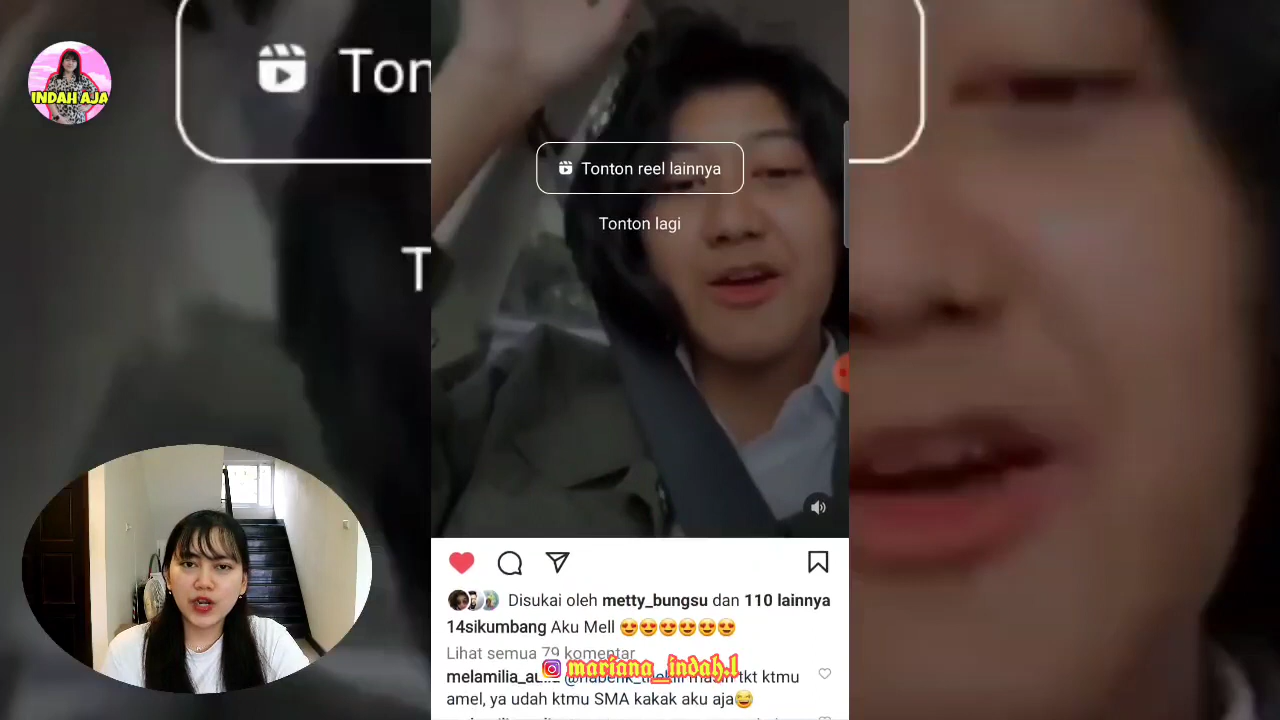 INDAH AJA
Ton
T
Tonton reel lainnya
Tonton lagi
Disukai oleh metty_bungsu dan 110 lainnya
14sikumbang Aku Mell 😍😍😍😍😍😍
Lihat semua 79 komentar
mariana_indah.l
tkt ktmu
amel, ya udah ktmu SMA kakak aku aja😂